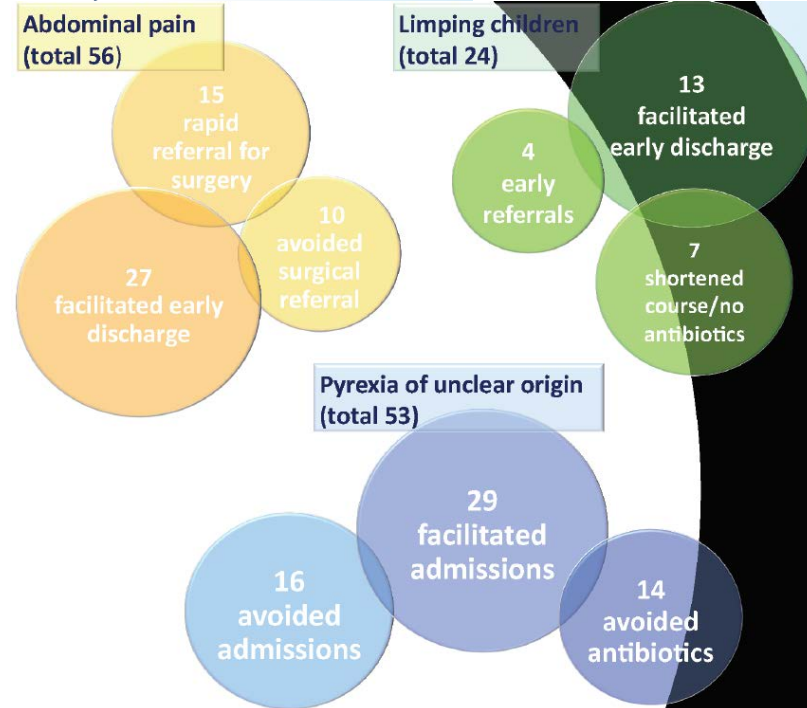 Abdominal pain
(total 56)
15
rapid
referral for
surgery
10
avoided
surgical
referral
27
facilitated early
discharge
Limping children
(total 24)
13
facilitated
early discharge
4
early
referrals
7
shortened
course/no
antibiotics
Pyrexia of unclear origin
(total 53)
29
facilitated
admissions
16
avoided
admissions
14
avoided
antibiotics